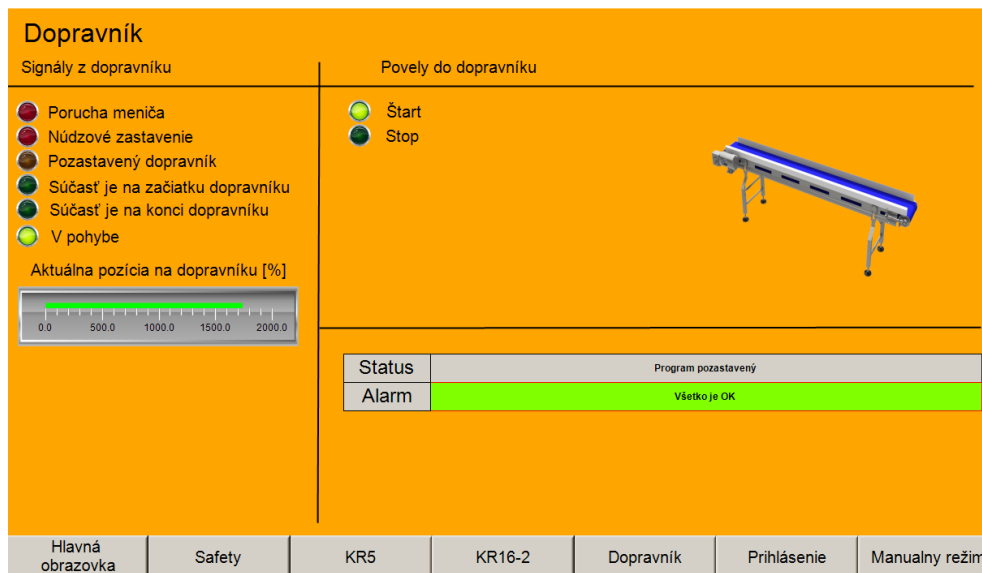 Dopravník
Signály z dopravníku
Povely do dopravníku
Porucha meniča
Núdzové zastavenie
Pozastavený dopravník
Súčasť je na začiatku dopravníku
Súčasť je na konci dopravníku
V pohybe
Štart
Stop
Aktuálna pozícia na dopravníku [%]
0.0 500.0 1000.0 1500.0 2000.0
Status Program pozastavený
Alarm Všetko je OK
Hlavná
obrazovka
Safety
KR5
KR16-2
Dopravník
Prihlásenie
Manualny režim